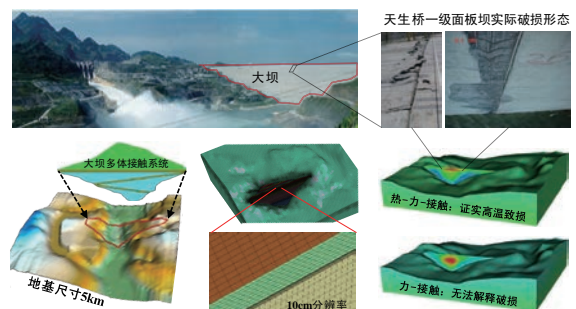 天生桥一级面板坝实际破损形态
大坝
大坝多体接触系统
地基尺寸5km
10cm分辨率
热-力-接触：证实高温致损
力-接触：无法解释破损